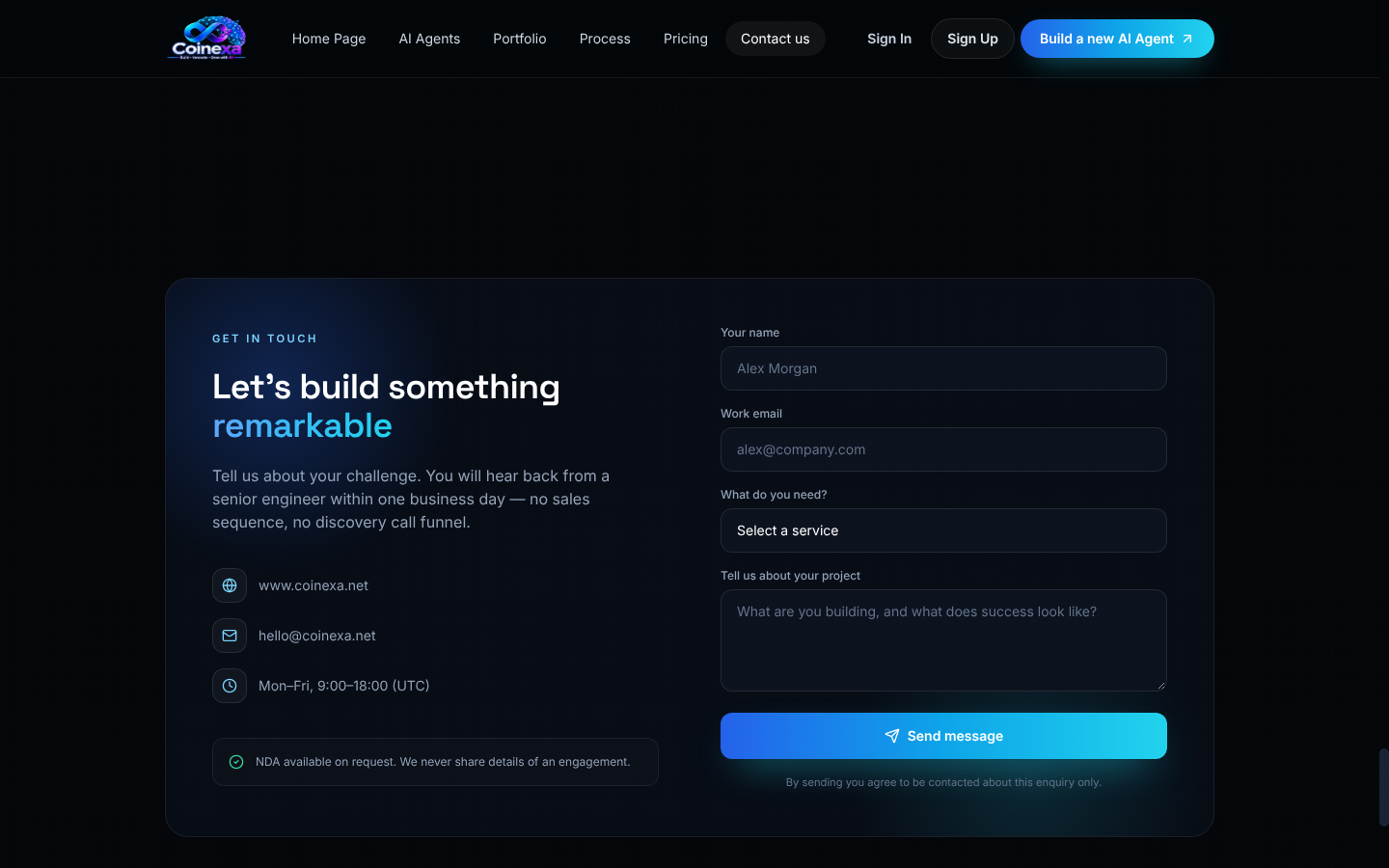 Coinexa
Home Page
AI Agents
Portfolio
Process
Pricing
Contact us
Sign In
Sign Up
Build a new AI Agent
GET IN TOUCH
Let’s build something
remarkable
Tell us about your challenge. You will hear back from a
senior engineer within one business day — no sales
sequence, no discovery call funnel.
www.coinexa.net
hello@coinexa.net
Mon–Fri, 9:00–18:00 (UTC)
NDA available on request. We never share details of an engagement.
Your name
Alex Morgan
Work email
alex@company.com
What do you need?
Select a service
Tell us about your project
What are you building, and what does success look like?
Send message
By sending you agree to be contacted about this enquiry only.